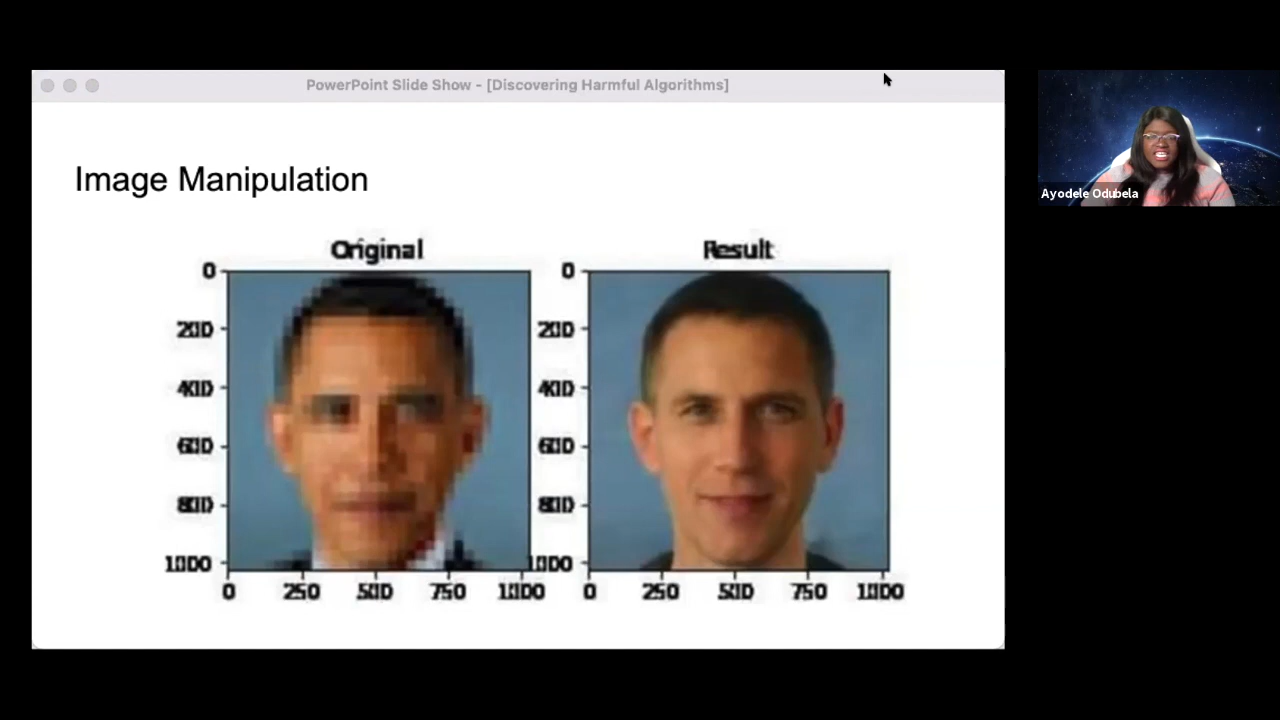 PowerPoint Slide Show - [Discovering Harmful Algorithms]
Image Manipulation
Original Result
0 0
200 200
400 400
600 600
800 800
1000 1000
0 250 500 750 1000 0 250 500 750 1000
Ayodele Odubela